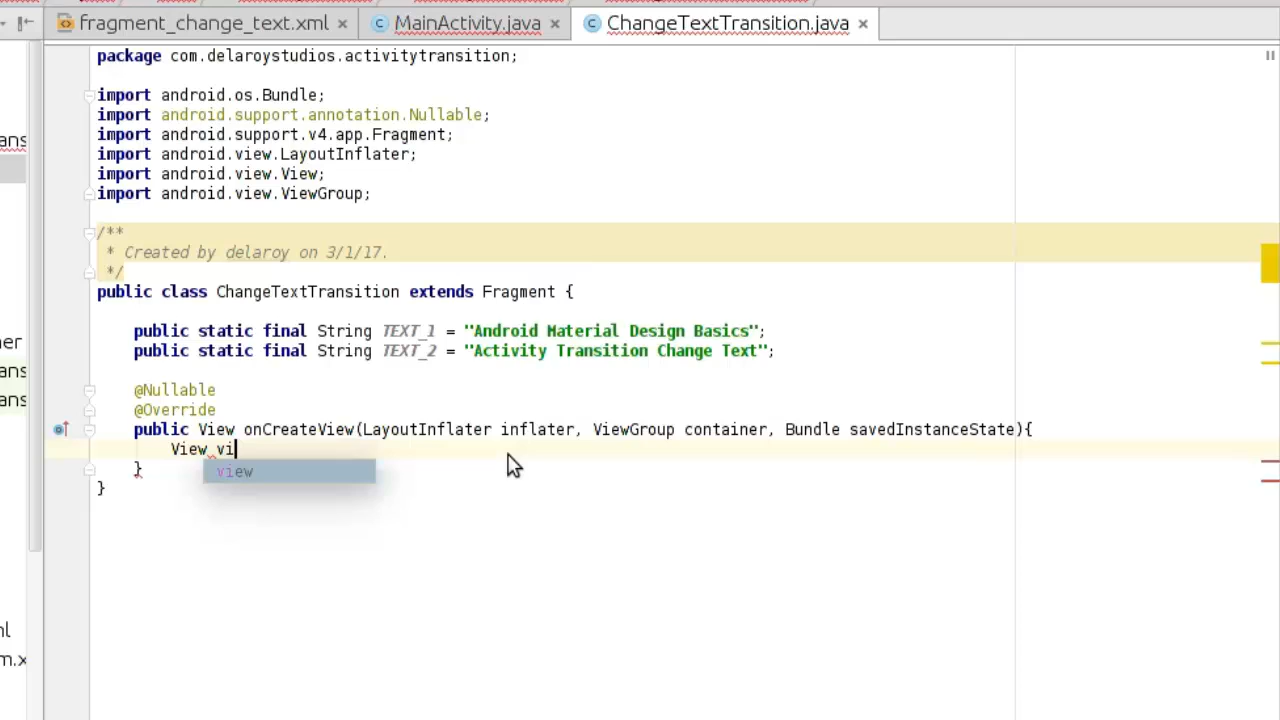 fragment_change_text.xml MainActivity.java ChangeTextTransition.java
package com.delaroystudios.activitytransition;
import android.os.Bundle;
import android.support.annotation.Nullable;
import android.support.v4.app.Fragment;
import android.view.LayoutInflater;
import android.view.View;
import android.view.ViewGroup;
/**
* Created by delaroy on 3/1/17.
*/
public class ChangeTextTransition extends Fragment {
public static final String TEXT_1 = "Android Material Design Basics";
public static final String TEXT_2 = "Activity Transition Change Text";
@Nullable
@Override
public View onCreateView(LayoutInflater inflater, ViewGroup container, Bundle savedInstanceState){
View vi
view
}
}